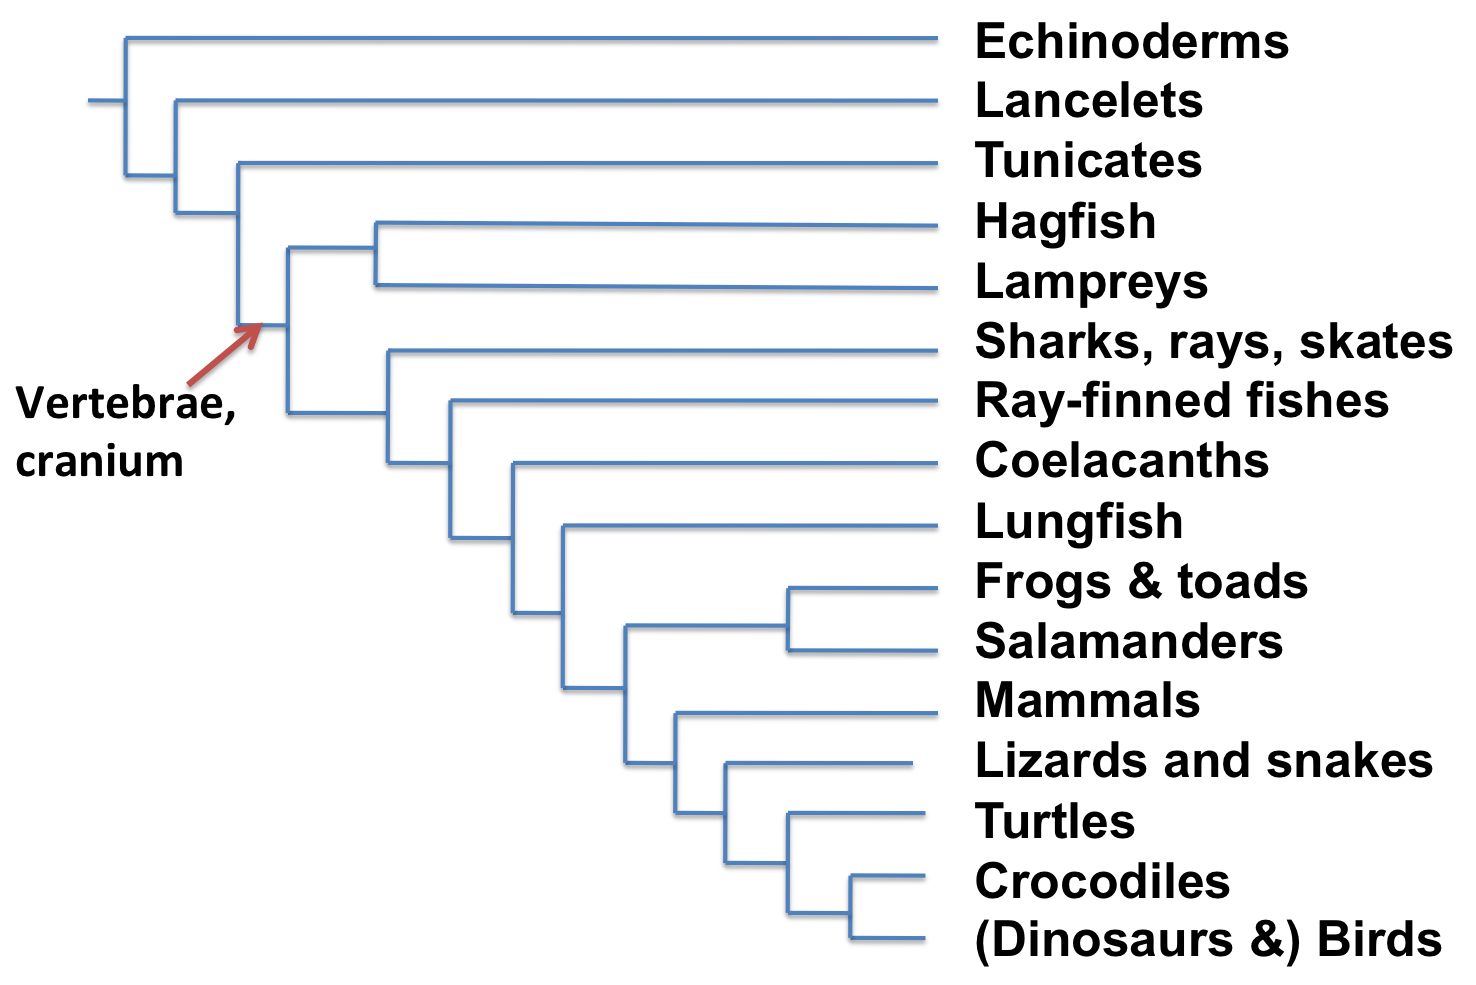 Echinoderms
Lancelets
Tunicates
Hagfish
Lampreys
Sharks, rays, skates
Ray-finned fishes
Coelacanths
Lungfish
Frogs & toads
Salamanders
Mammals
Lizards and snakes
Turtles
Crocodiles
(Dinosaurs &) Birds
Vertebrae,
cranium